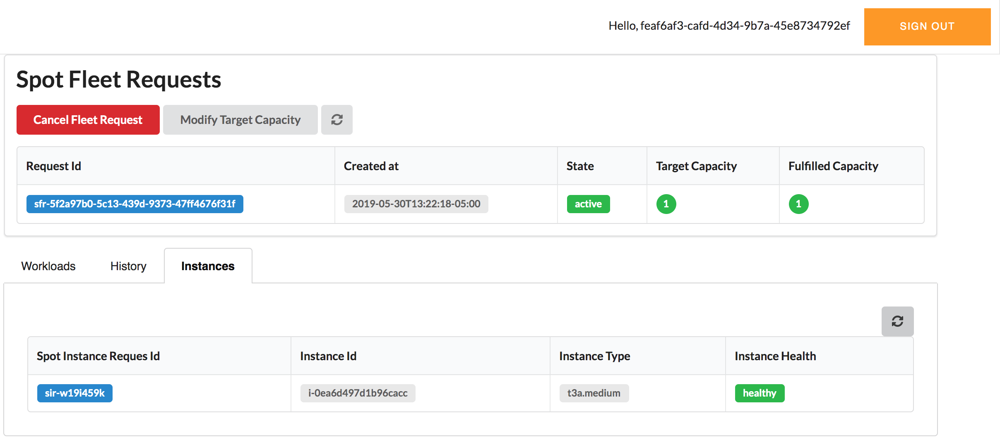 Hello, feaf6af3-cafd-4d34-9b7a-45e8734792ef SIGN OUT
Spot Fleet Requests
Cancel Fleet Request Modify Target Capacity
Request Id Created at State Target Capacity Fulfilled Capacity
sfr-5f2a97b0-5c13-439d-9373-47ff4676f31f 2019-05-30T13:22:18-05:00 active 1 1
Workloads History Instances
Spot Instance Reques Id Instance Id Instance Type Instance Health
sir-w19i459k i-0ea6d497d1b96cacc t3a.medium healthy